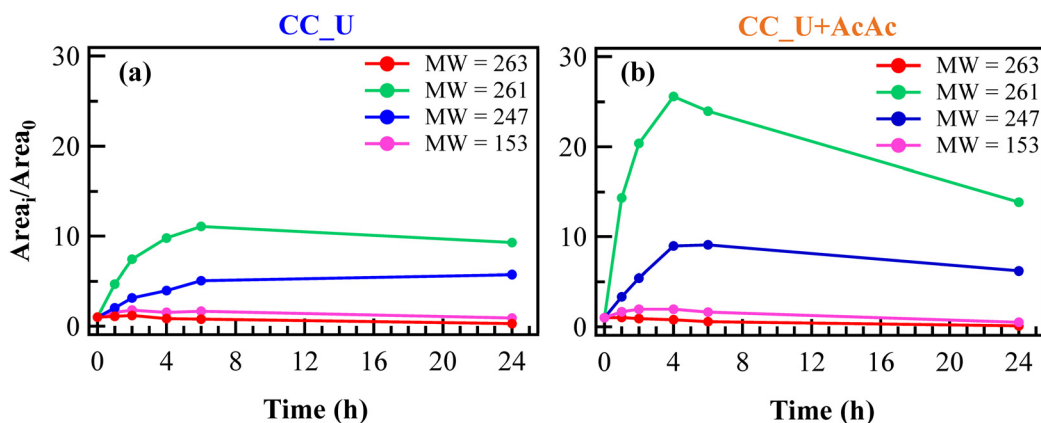 CC_U
CC_U+AcAc
(a)
MW = 263
MW = 261
MW = 247
MW = 153
(b)
MW = 263
MW = 261
MW = 247
MW = 153
Areaᵢ/Area₀
30
20
10
0
30
20
10
0
0 4 8 12 16 20 24
0 4 8 12 16 20 24
Time (h)
Time (h)